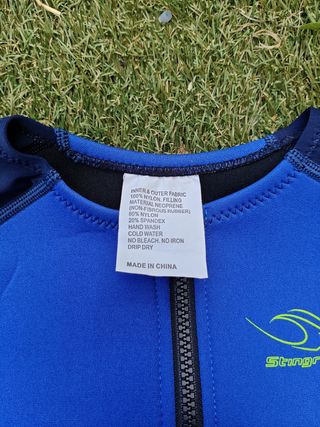 INNER & OUTER FABRIC
100% NYLON, FILLING
MATERIAL NEOPRENE
(NON-FIBROUS RUBBER)
80% NYLON
20% SPANDEX
HAND WASH
COLD WATER
NO BLEACH. NO IRON
DRIP DRY
MADE IN CHINA
Stingr